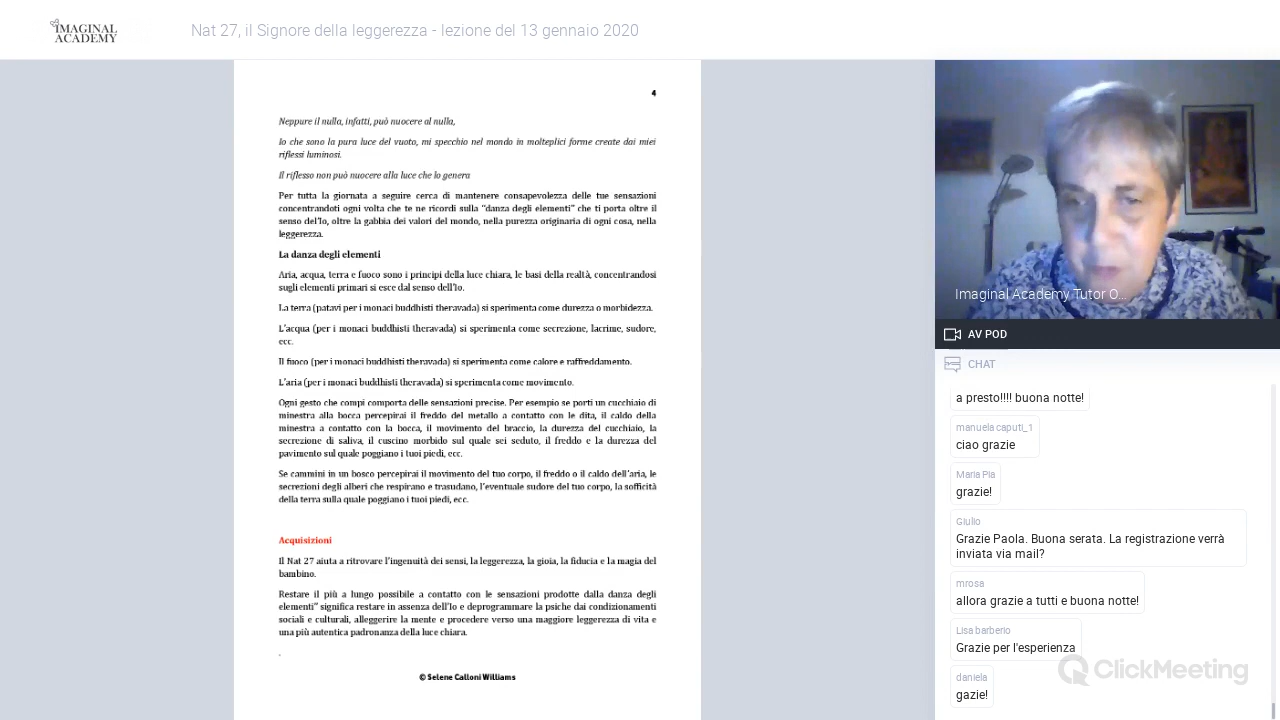 IMAGINAL
ACADEMY
Nat 27, il Signore della leggerezza - lezione del 13 gennaio 2020
4
Neppure il nulla, infatti, può nuocere al nulla,
Io che sono la pura luce del vuoto, mi specchio nel mondo in molteplici forme create dai miei
riflessi luminosi.
Il riflesso non può nuocere alla luce che lo genera
Per tutta la giornata a seguire cerca di mantenere consapevolezza delle tue sensazioni
concentrandoti ogni volta che te ne ricordi sulla “danza degli elementi” che ti porta oltre il
senso del’Io, oltre la gabbia dei valori del mondo, nella purezza originaria di ogni cosa, nella
leggerezza.
La danza degli elementi
Aria, acqua, terra e fuoco sono i principi della luce chiara, le basi della realtà, concentrandosi
sugli elementi primari si esce dal senso dell’Io.
La terra (patavi per i monaci buddhisti theravada) si sperimenta come durezza o morbidezza.
L’acqua (per i monaci buddhisti theravada) si sperimenta come secrezione, lacrime, sudore,
ecc.
Il fuoco (per i monaci buddhisti theravada) si sperimenta come calore e raffreddamento.
L’aria (per i monaci buddhisti theravada) si sperimenta come movimento.
Ogni gesto che compi comporta delle sensazioni precise. Per esempio se porti un cucchiaio di
minestra alla bocca percepirai il freddo del metallo a contatto con le dita, il caldo della
minestra a contatto con la bocca, il movimento del braccio, la durezza del cucchiaio, la
secrezione di saliva, il cuscino morbido sul quale sei seduto, il freddo e la durezza del
pavimento sul quale poggiano i tuoi piedi, ecc.
Se cammini in un bosco percepirai il movimento del tuo corpo, il freddo o il caldo dell’aria, le
secrezioni degli alberi che respirano e trasudano, l’eventuale sudore del tuo corpo, la sofficità
della terra sulla quale poggiano i tuoi piedi, ecc.
Acquisizioni
Il Nat 27 aiuta a ritrovare l’ingenuità dei sensi, la leggerezza, la gioia, la fiducia e la magia del
bambino.
Restare il più a lungo possibile a contatto con le sensazioni prodotte dalla danza degli
elementi” significa restare in assenza dell’Io e deprogrammare la psiche dai condizionamenti
sociali e culturali, alleggerire la mente e procedere verso una maggiore leggerezza di vita e
una più autentica padronanza della luce chiara.
.
© Selene Calloni Williams
Imaginal Academy Tutor O...
AV POD
CHAT
a presto!!!! buona notte!
manuela caputi_1
ciao grazie
Maria Pia
grazie!
Giulio
Grazie Paola. Buona serata. La registrazione verrà
inviata via mail?
mrosa
allora grazie a tutti e buona notte!
Lisa barberio
Grazie per l'esperienza
daniela
gazie!
ClickMeeting